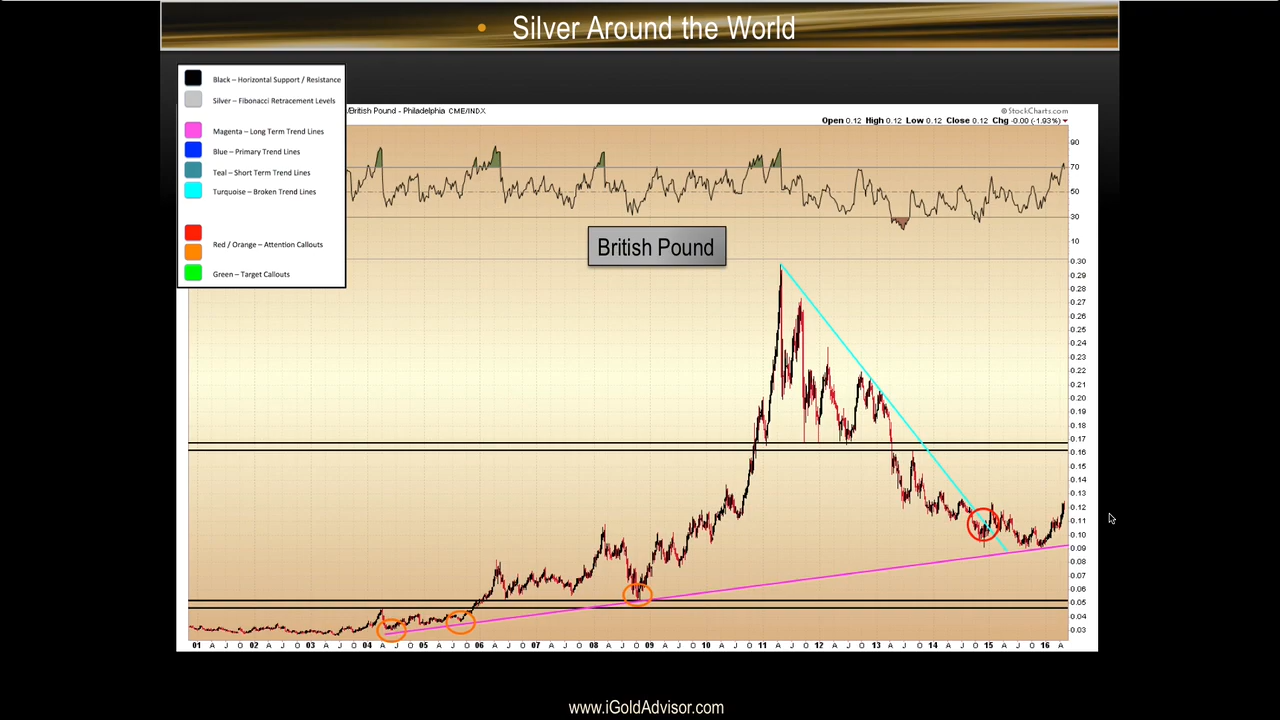 • Silver Around the World
Black – Horizontal Support / Resistance
Silver – Fibonacci Retracement Levels
Magenta – Long Term Trend Lines
Blue – Primary Trend Lines
Teal – Short Term Trend Lines
Turquoise – Broken Trend Lines
Red / Orange – Attention Callouts
Green – Target Callouts
/British Pound - Philadelphia CME/INDX
© StockCharts.com
Open 0.12 High 0.12 Low 0.12 Close 0.12 Chg -0.00 (-1.93%)
90
70
50
30
10
British Pound
0.30
0.29
0.28
0.27
0.26
0.25
0.24
0.23
0.22
0.21
0.20
0.19
0.18
0.17
0.16
0.15
0.13
0.12
0.11
0.10
0.09
0.08
0.07
0.06
0.05
0.04
0.03
01 A J O 02 A J O 03 A J O 04 A J O 05 A J O 06 A J O 07 A J O 08 A J O 09 A J O 10 A J O 11 A J O 12 A J O 13 A J O 14 A J O 15 A J O 16 A
www.iGoldAdvisor.com